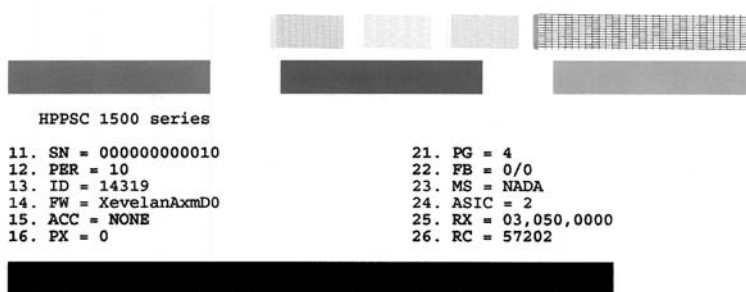 HPPSC 1500 series
11. SN = 000000000010
12. PER = 10
13. ID = 14319
14. FW = XevelanAxmD0
15. ACC = NONE
16. PX = 0
21. PG = 4
22. FB = 0/0
23. MS = NADA
24. ASIC = 2
25. RX = 03,050,0000
26. RC = 57202